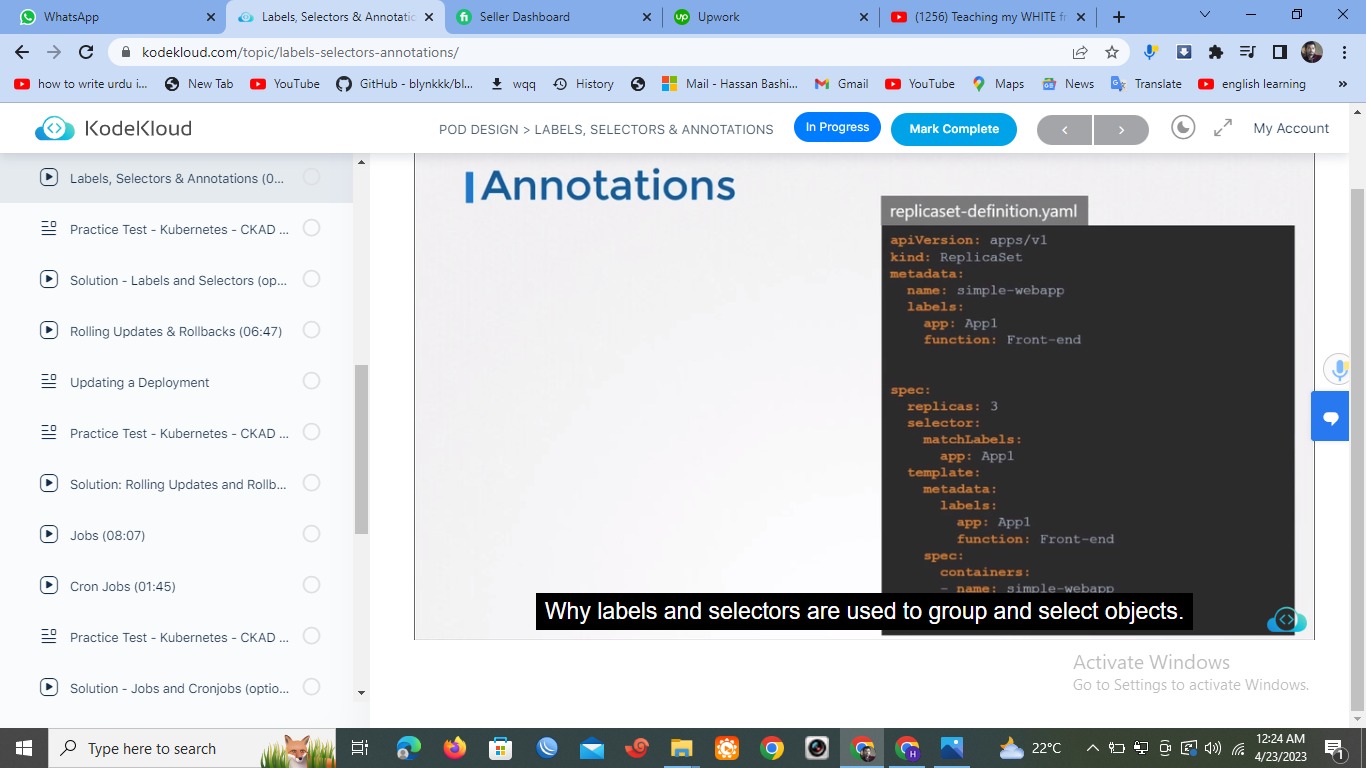 WhatsApp
Labels, Selectors & Annotatic
Seller Dashboard
Upwork
(1256) Teaching my WHITE fr
kodekloud.com/topic/labels-selectors-annotations/
how to write urdu i...
New Tab
YouTube
GitHub - blynkkk/bl...
wqq
History
Mail - Hassan Bashi...
Gmail
YouTube
Maps
News
Translate
english learning
»
KodeKloud
POD DESIGN > LABELS, SELECTORS & ANNOTATIONS
In Progress
Mark Complete
<
>
My Account
Labels, Selectors & Annotations (0...
Practice Test - Kubernetes - CKAD ...
Solution - Labels and Selectors (op...
Rolling Updates & Rollbacks (06:47)
Updating a Deployment
Practice Test - Kubernetes - CKAD ...
Solution: Rolling Updates and Rollb...
Jobs (08:07)
Cron Jobs (01:45)
Practice Test - Kubernetes - CKAD ...
Solution - Jobs and Cronjobs (optio...
Annotations
replicaset-definition.yaml
apiVersion: apps/v1
kind: ReplicaSet
metadata:
name: simple-webapp
labels:
app: App1
function: Front-end
spec:
replicas: 3
selector:
matchLabels:
app: App1
template:
metadata:
labels:
app: App1
function: Front-end
spec:
containers:
- name: simple-webapp
Why labels and selectors are used to group and select objects.
Activate Windows
Go to Settings to activate Windows.
Type here to search
22°C
12:24 AM
4/23/2023
1